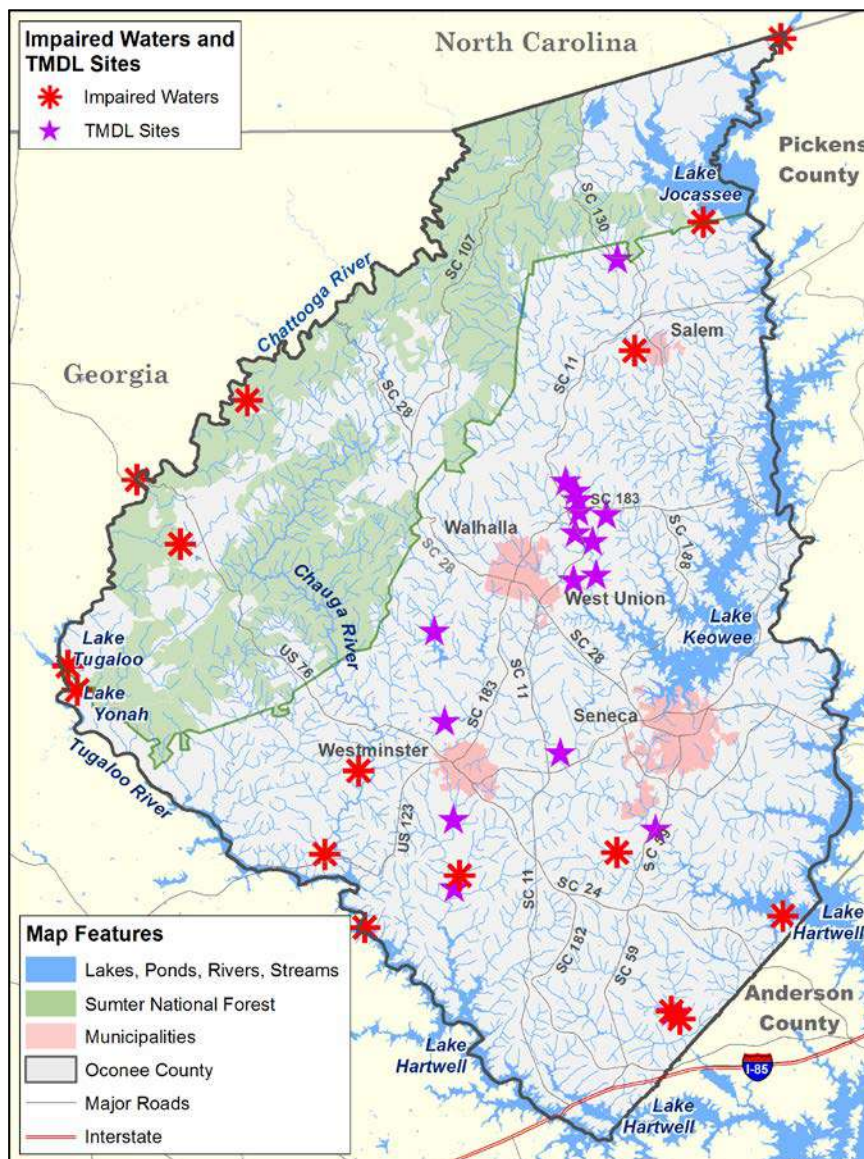 Impaired Waters and
TMDL Sites
Impaired Waters
TMDL Sites
North Carolina
Pickens
County
Lake
Jocassee
SC 130
SC 107
Chattooga River
Salem
Georgia
SC 11
SC 28
SC 183
Walhalla
SC 188
SC 28
Chauga River
West Union
Lake
Keowee
Lake
Tugaloo
US 76
SC 28
SC 11
SC 183
Lake
Yonah
Seneca
Tugaloo River
Westminster
US 123
SC 59
SC 11
SC 24
SC 182
SC 59
Lake
Hartwell
Anderson
County
Map Features
Lakes, Ponds, Rivers, Streams
Sumter National Forest
Municipalities
Oconee County
Major Roads
Interstate
Lake
Hartwell
I-85
Lake
Hartwell